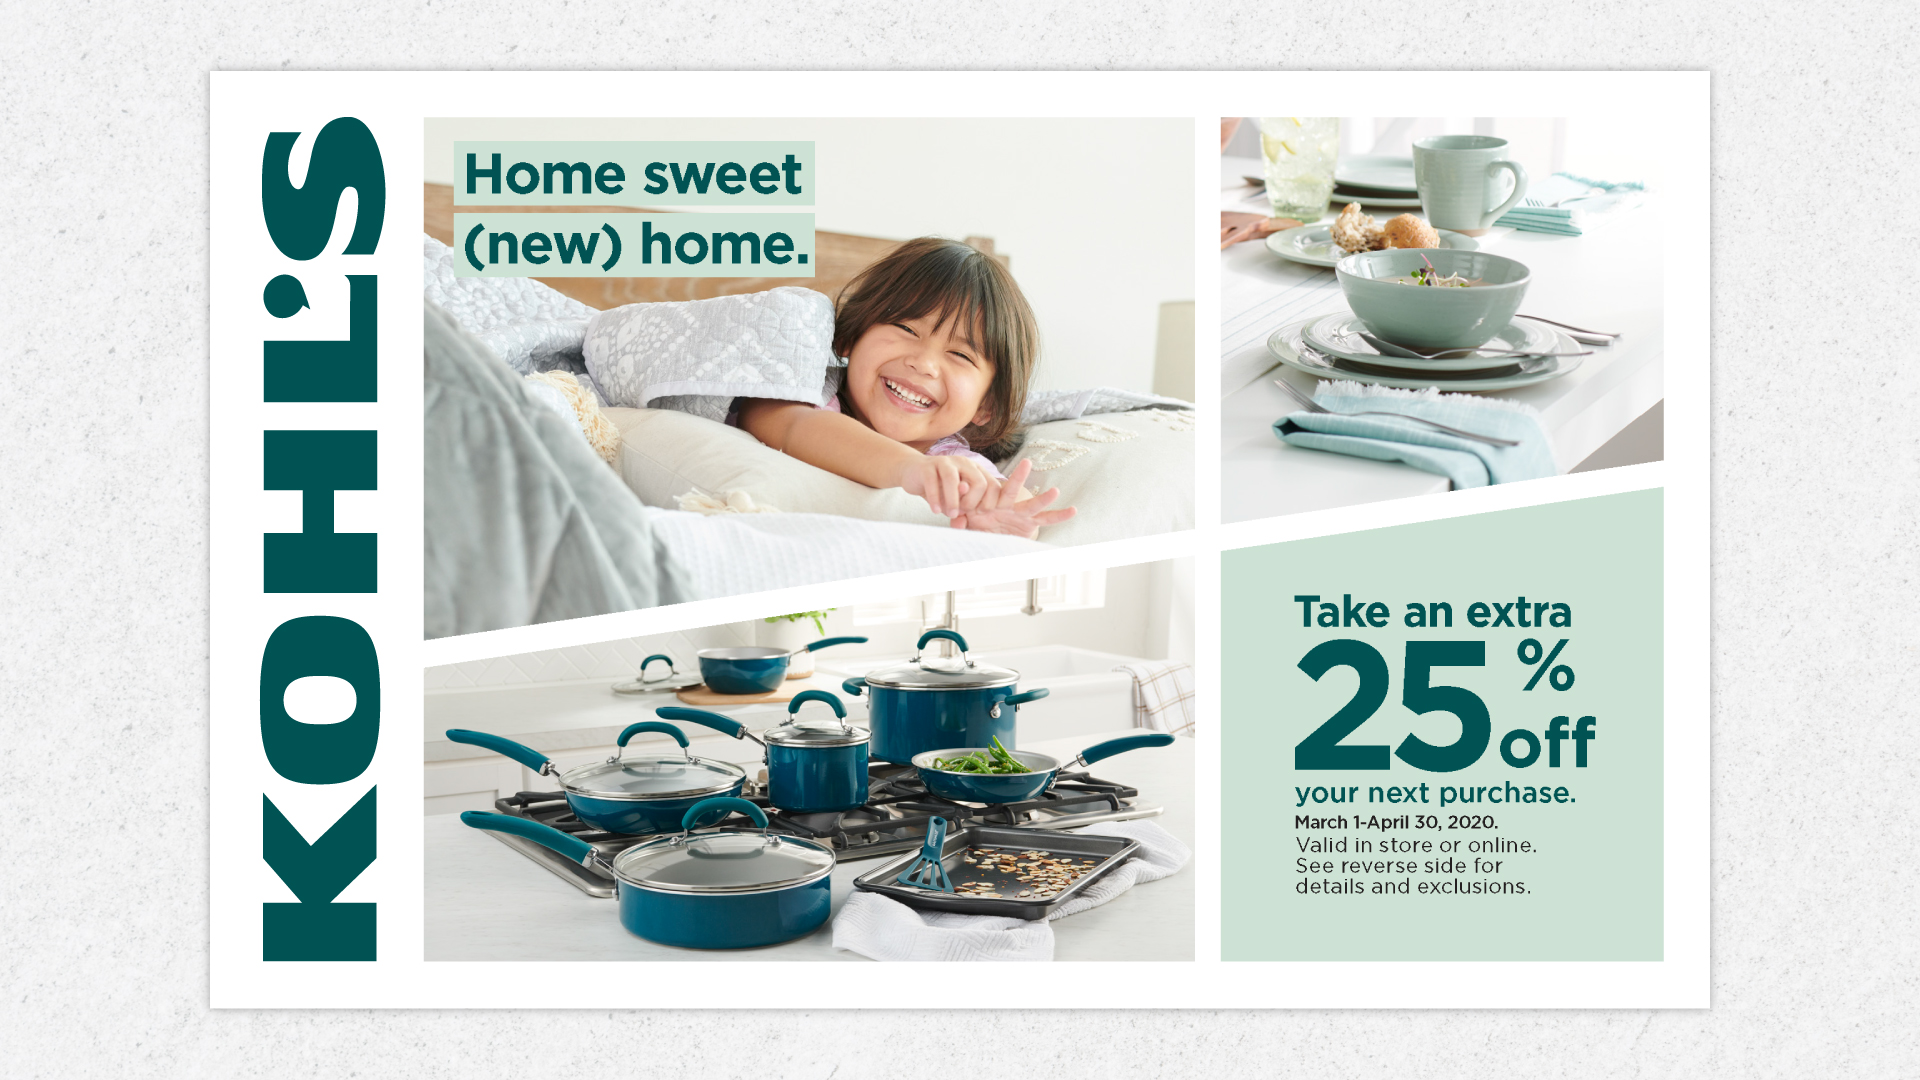 KOHL'S
Home sweet
(new) home.
Take an extra
25% off
your next purchase.
March 1-April 30, 2020.
Valid in store or online.
See reverse side for
details and exclusions.